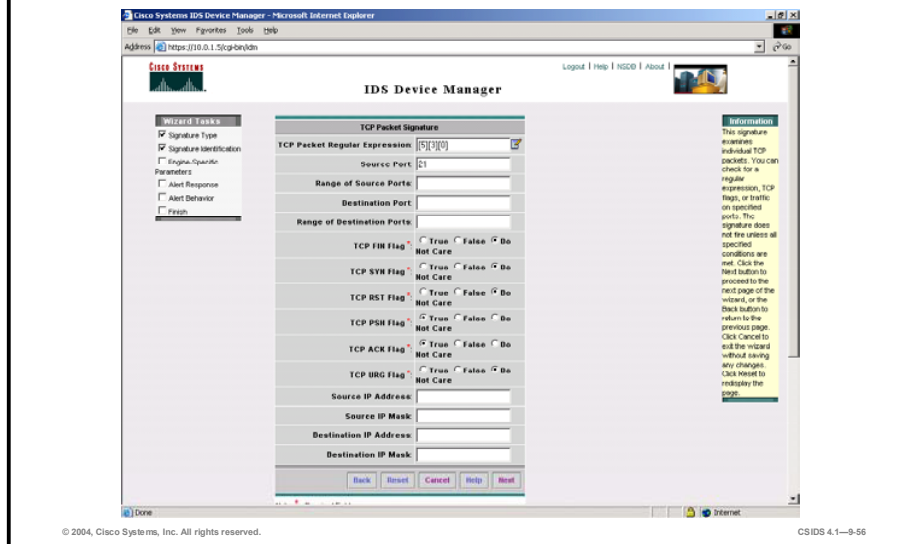 Cisco Systems IDS Device Manager - Microsoft Internet Explorer
File Edit View Favorites Tools Help
Address https://10.0.1.5/cgi-bin/idm Go
CISCO SYSTEMS
Logout | Help | NSDB | About |
IDS Device Manager
Wizard Tasks
Signature Type
Signature Identification
Engine-Specific
Parameters
Alert Response
Alert Behavior
Finish
TCP Packet Signature
TCP Packet Regular Expression: [5][3][0]
Source Port: 21
Range of Source Ports:
Destination Port:
Range of Destination Ports:
TCP FIN Flag *: True False Do
Not Care
TCP SYN Flag *: True False Do
Not Care
TCP RST Flag *: True False Do
Not Care
TCP PSH Flag *: True False Do
Not Care
TCP ACK Flag *: True False Do
Not Care
TCP URG Flag *: True False Do
Not Care
Source IP Address:
Source IP Mask:
Destination IP Address:
Destination IP Mask:
Back Reset Cancel Help Next
Information
This signature
examines
individual TCP
packets. You can
check for a
regular
expression, TCP
flags, or traffic
on specified
ports. The
signature does
not fire unless all
specified
conditions are
met. Click the
Next button to
proceed to the
next page of the
wizard, or the
Back button to
return to the
previous page.
Click Cancel to
exit the wizard
without saving
any changes.
Click Reset to
redisplay the
page.
Done
Internet
© 2004, Cisco Systems, Inc. All rights reserved.
CSIDS 4.1—9-56